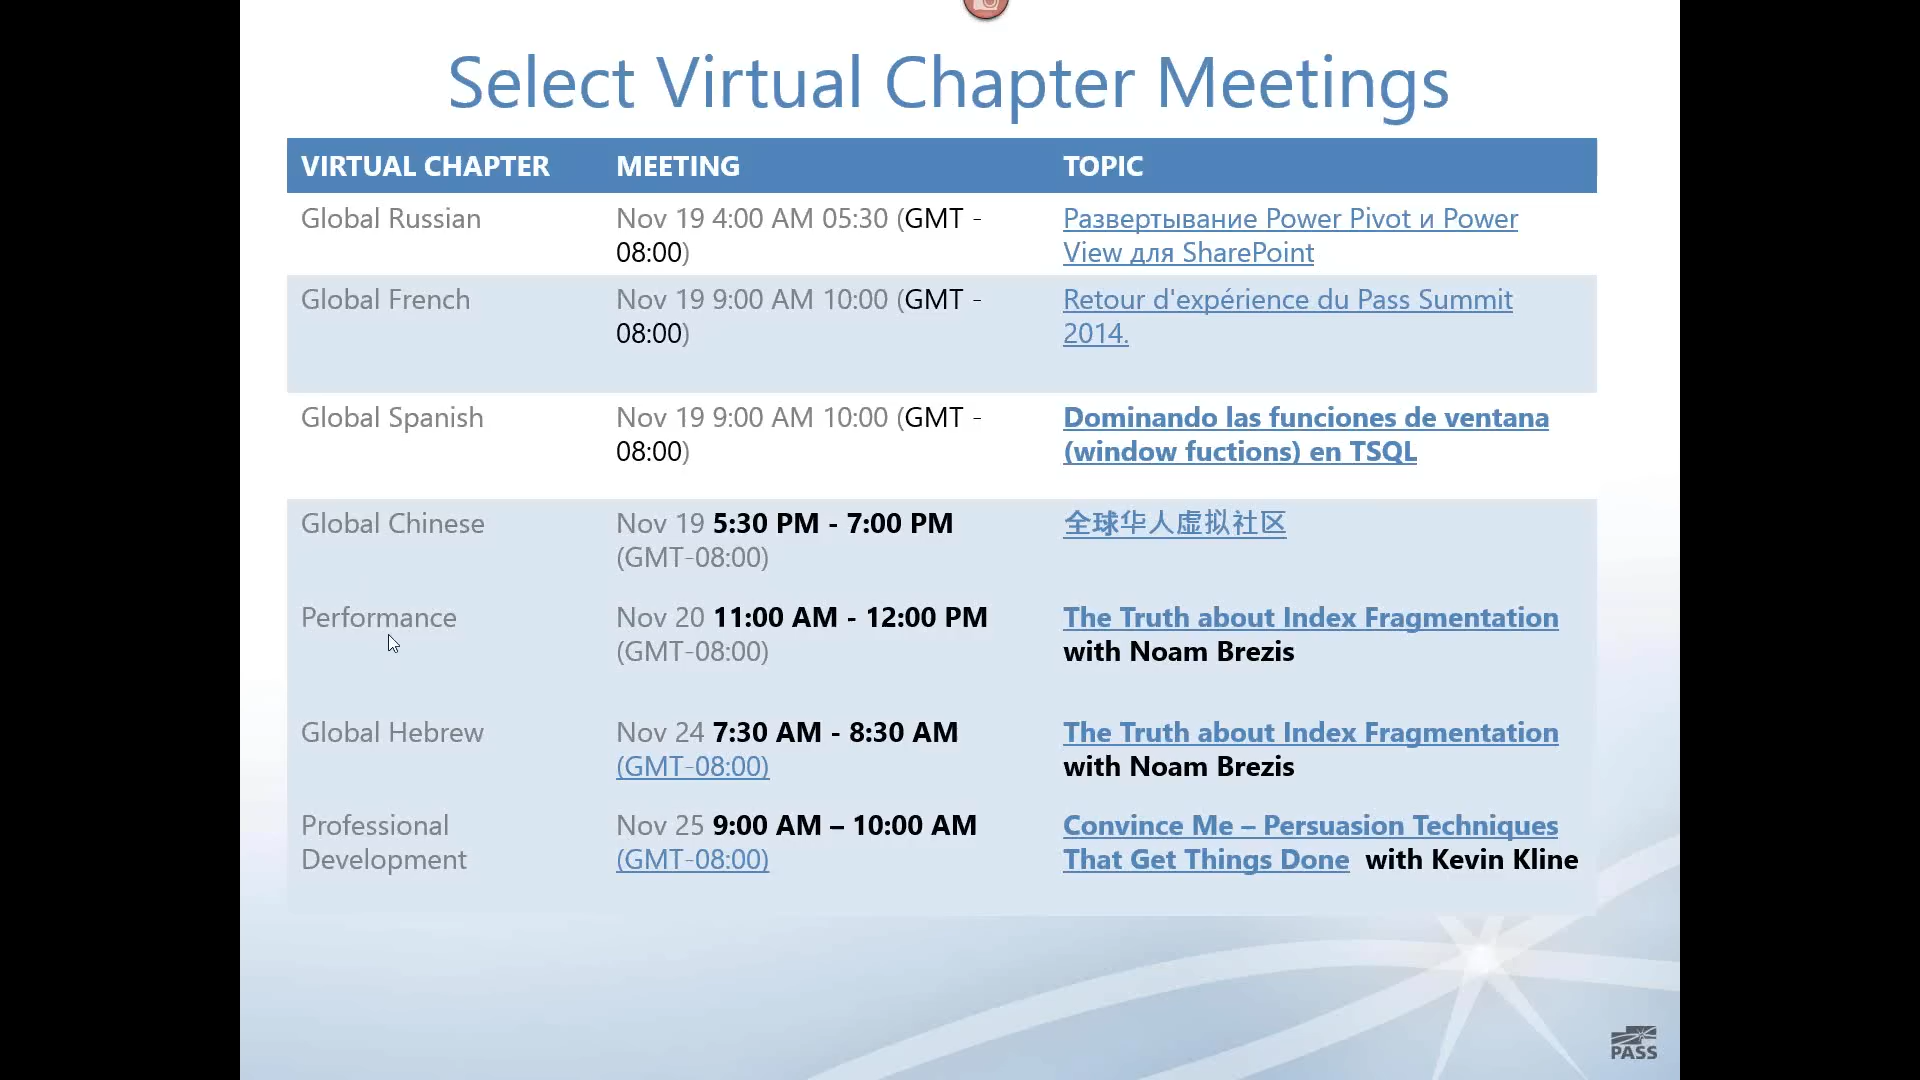 Select Virtual Chapter Meetings
VIRTUAL CHAPTER MEETING TOPIC
Global Russian
Nov 19 4:00 AM 05:30 (GMT -
08:00)
Развертывание Power Pivot и Power
View для SharePoint
Global French
Nov 19 9:00 AM 10:00 (GMT -
08:00)
Retour d'expérience du Pass Summit
2014.
Global Spanish
Nov 19 9:00 AM 10:00 (GMT -
08:00)
Dominando las funciones de ventana
(window fuctions) en TSQL
Global Chinese
Nov 19 5:30 PM - 7:00 PM
(GMT-08:00)
全球华人虚拟社区
Performance
Nov 20 11:00 AM - 12:00 PM
(GMT-08:00)
The Truth about Index Fragmentation
with Noam Brezis
Global Hebrew
Nov 24 7:30 AM - 8:30 AM
(GMT-08:00)
The Truth about Index Fragmentation
with Noam Brezis
Professional
Development
Nov 25 9:00 AM – 10:00 AM
(GMT-08:00)
Convince Me – Persuasion Techniques
That Get Things Done with Kevin Kline
PASS